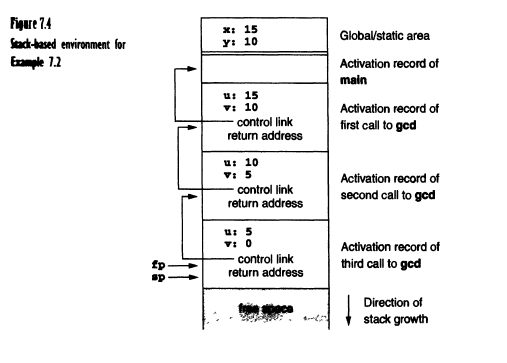 Figure 7.4
Stack-based environment for
Example 7.2
x: 15
y: 10
Global/static area
Activation record of
main
u: 15
v: 10
control link
return address
Activation record of
first call to gcd
u: 10
v: 5
control link
return address
Activation record of
second call to gcd
u: 5
v: 0
control link
return address
Activation record of
third call to gcd
fp
sp
free space
Direction of
stack growth